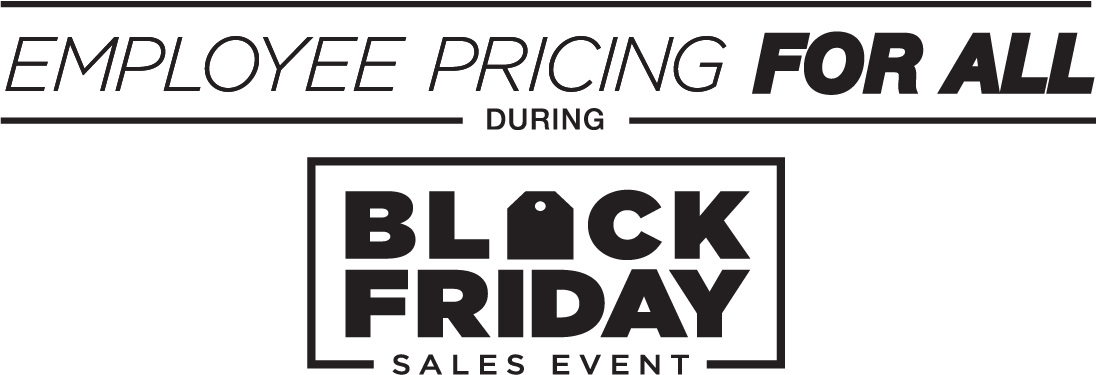 EMPLOYEE PRICING FOR ALL
DURING
BLACK
FRIDAY
SALES EVENT